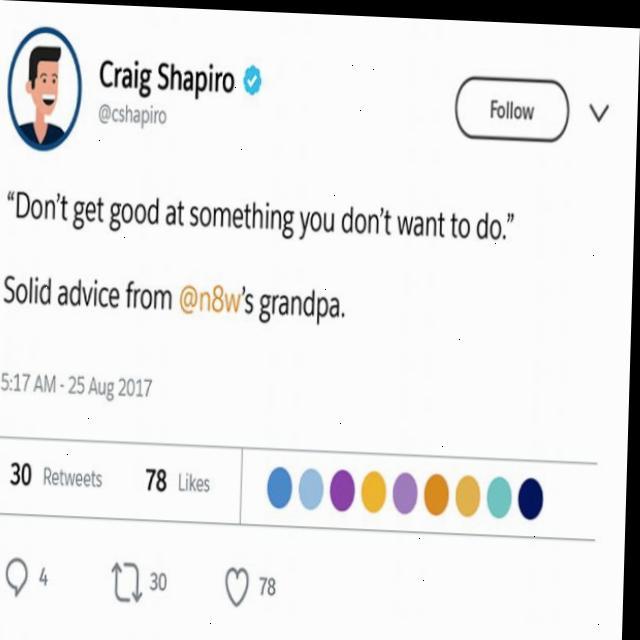 Craig Shapiro
@cshapiro
Follow
“Don’t get good at something you don’t want to do.”
Solid advice from @n8w’s grandpa.
5:17 AM - 25 Aug 2017
30 Retweets 78 Likes
4 30 78